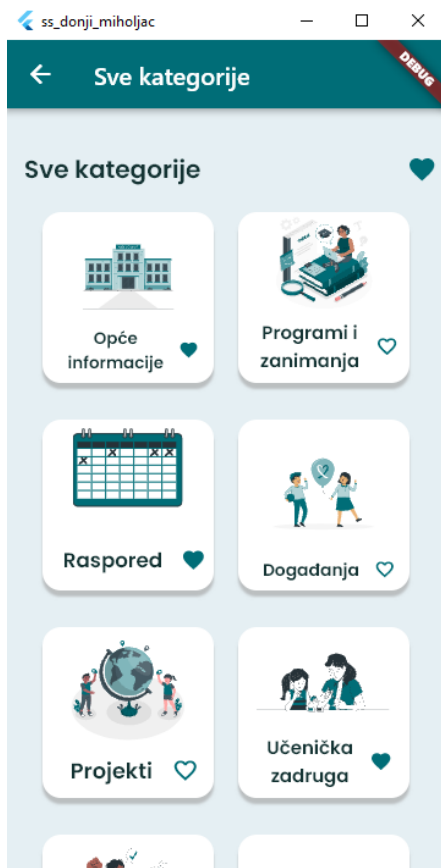 ss_donji_miholjac
Sve kategorije
DEBUG
Sve kategorije
Opće
informacije
Programi i
zanimanja
Raspored
Događanja
Projekti
Učenička
zadruga